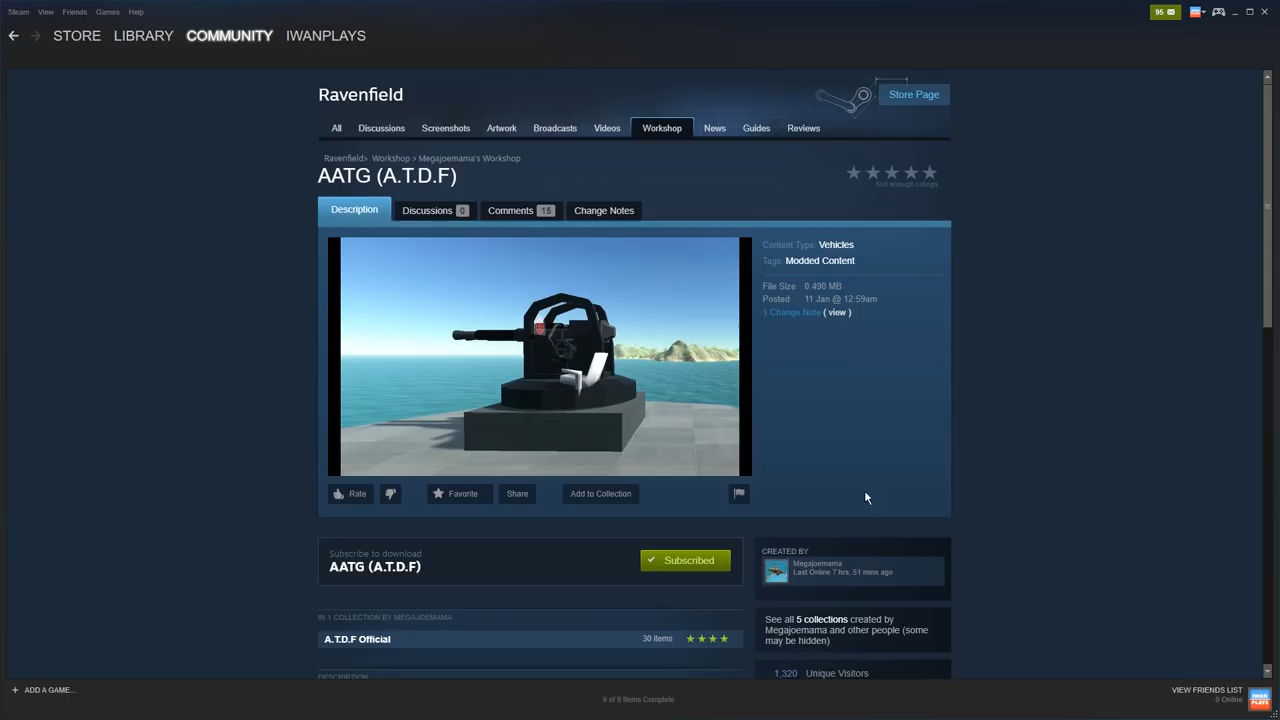 Steam View Friends Games Help
95
STORE LIBRARY COMMUNITY IWANPLAYS
Ravenfield
Store Page
All Discussions Screenshots Artwork Broadcasts Videos Workshop News Guides Reviews
Ravenfield> Workshop > Megajoemama's Workshop
AATG (A.T.D.F)
Not enough ratings
Description Discussions 0 Comments 15 Change Notes
Content Type: Vehicles
Tags: Modded Content
File Size 0.490 MB
Posted 11 Jan @ 12:59am
1 Change Note ( view )
Rate Favorite Share Add to Collection
Subscribe to download
AATG (A.T.D.F)
Subscribed
CREATED BY
Megajoemama
Last Online 7 hrs, 51 mins ago
IN 1 COLLECTION BY MEGAJOEMAMA
A.T.D.F Official 30 items
See all 5 collections created by
Megajoemama and other people (some
may be hidden)
DESCRIPTION
1,320 Unique Visitors
+ ADD A GAME...
9 of 9 Items Complete
VIEW FRIENDS LIST
0 Online
IWAN
PLAYS